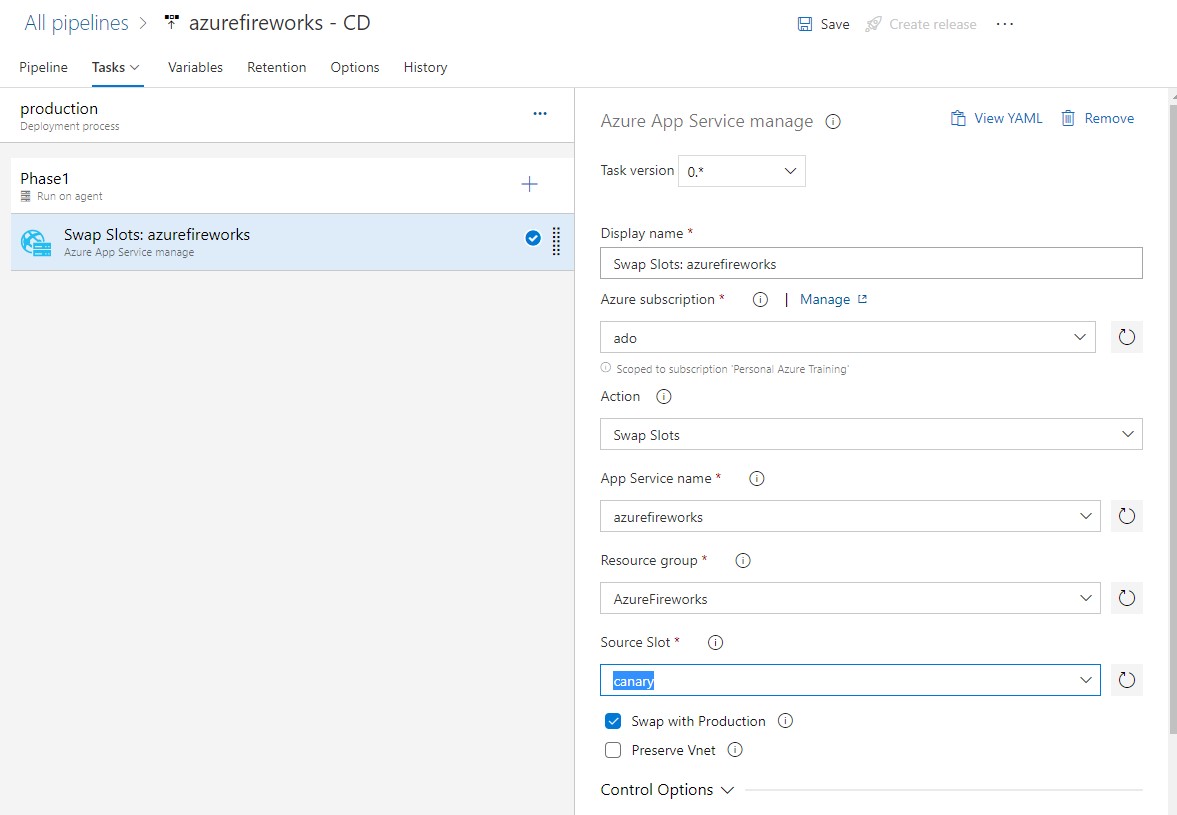 All pipelines > azurefireworks - CD
Save
Create release
...
Pipeline
Tasks
Variables
Retention
Options
History
production
Deployment process
...
Phase1
Run on agent
Swap Slots: azurefireworks
Azure App Service manage
Azure App Service manage
View YAML
Remove
Task version
0.*
Display name *
Swap Slots: azurefireworks
Azure subscription *
| Manage
ado
Scoped to subscription 'Personal Azure Training'
Action
Swap Slots
App Service name *
azurefireworks
Resource group *
AzureFireworks
Source Slot *
canary
Swap with Production
Preserve Vnet
Control Options